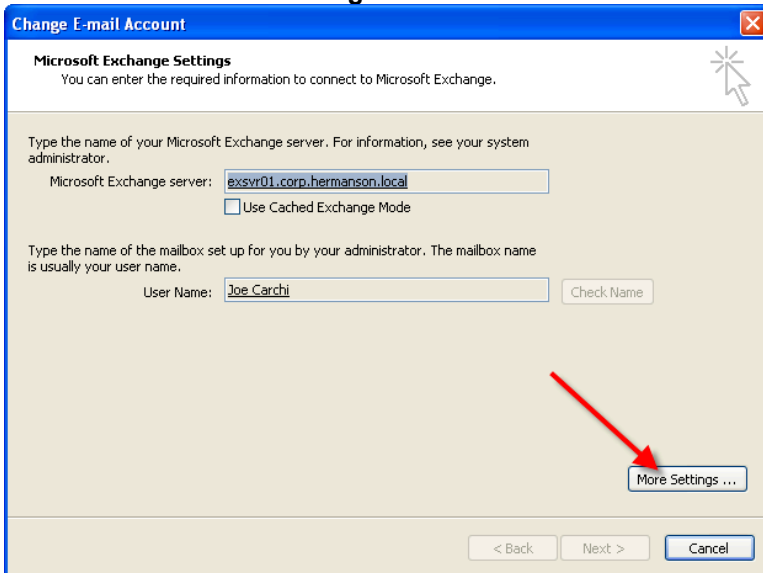 Change E-mail Account
Microsoft Exchange Settings
You can enter the required information to connect to Microsoft Exchange.
Type the name of your Microsoft Exchange server. For information, see your system
administrator.
Microsoft Exchange server: exsvr01.corp.hermanson.local
Use Cached Exchange Mode
Type the name of the mailbox set up for you by your administrator. The mailbox name
is usually your user name.
User Name: Joe Carchi Check Name
More Settings ...
< Back Next > Cancel